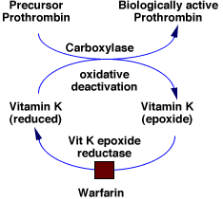 Precursor
Prothrombin
Biologically active
Prothrombin
Carboxylase
oxidative
deactivation
Vitamin K
(reduced)
Vitamin K
(epoxide)
Vit K epoxide
reductase
Warfarin